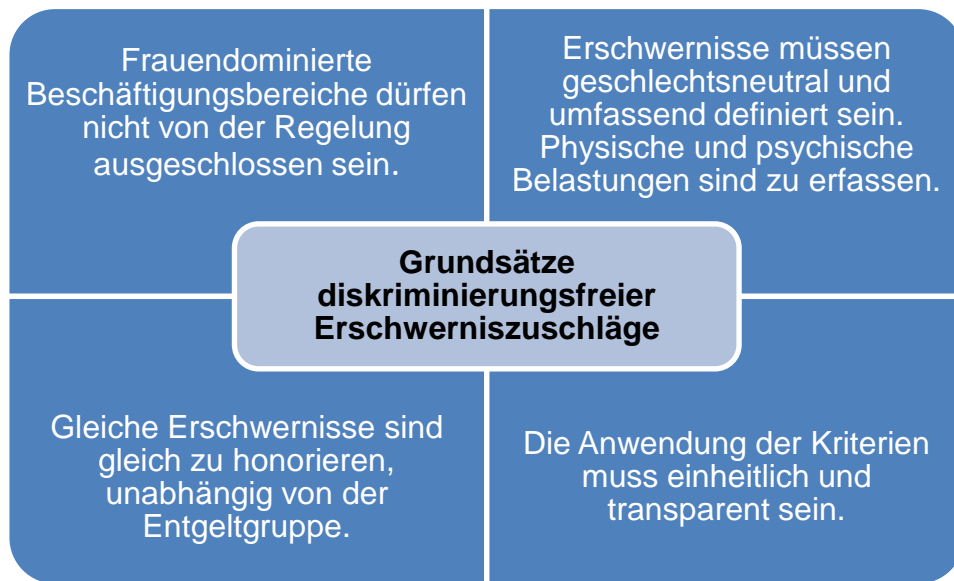 Frauendominierte
Beschäftigungsbereiche dürfen
nicht von der Regelung
ausgeschlossen sein.
Erschwernisse müssen
geschlechtsneutral und
umfassend definiert sein.
Physische und psychische
Belastungen sind zu erfassen.
Grundsätze
diskriminierungsfreier
Erschwerniszuschläge
Gleiche Erschwernisse sind
gleich zu honorieren,
unabhängig von der
Entgeltgruppe.
Die Anwendung der Kriterien
muss einheitlich und
transparent sein.